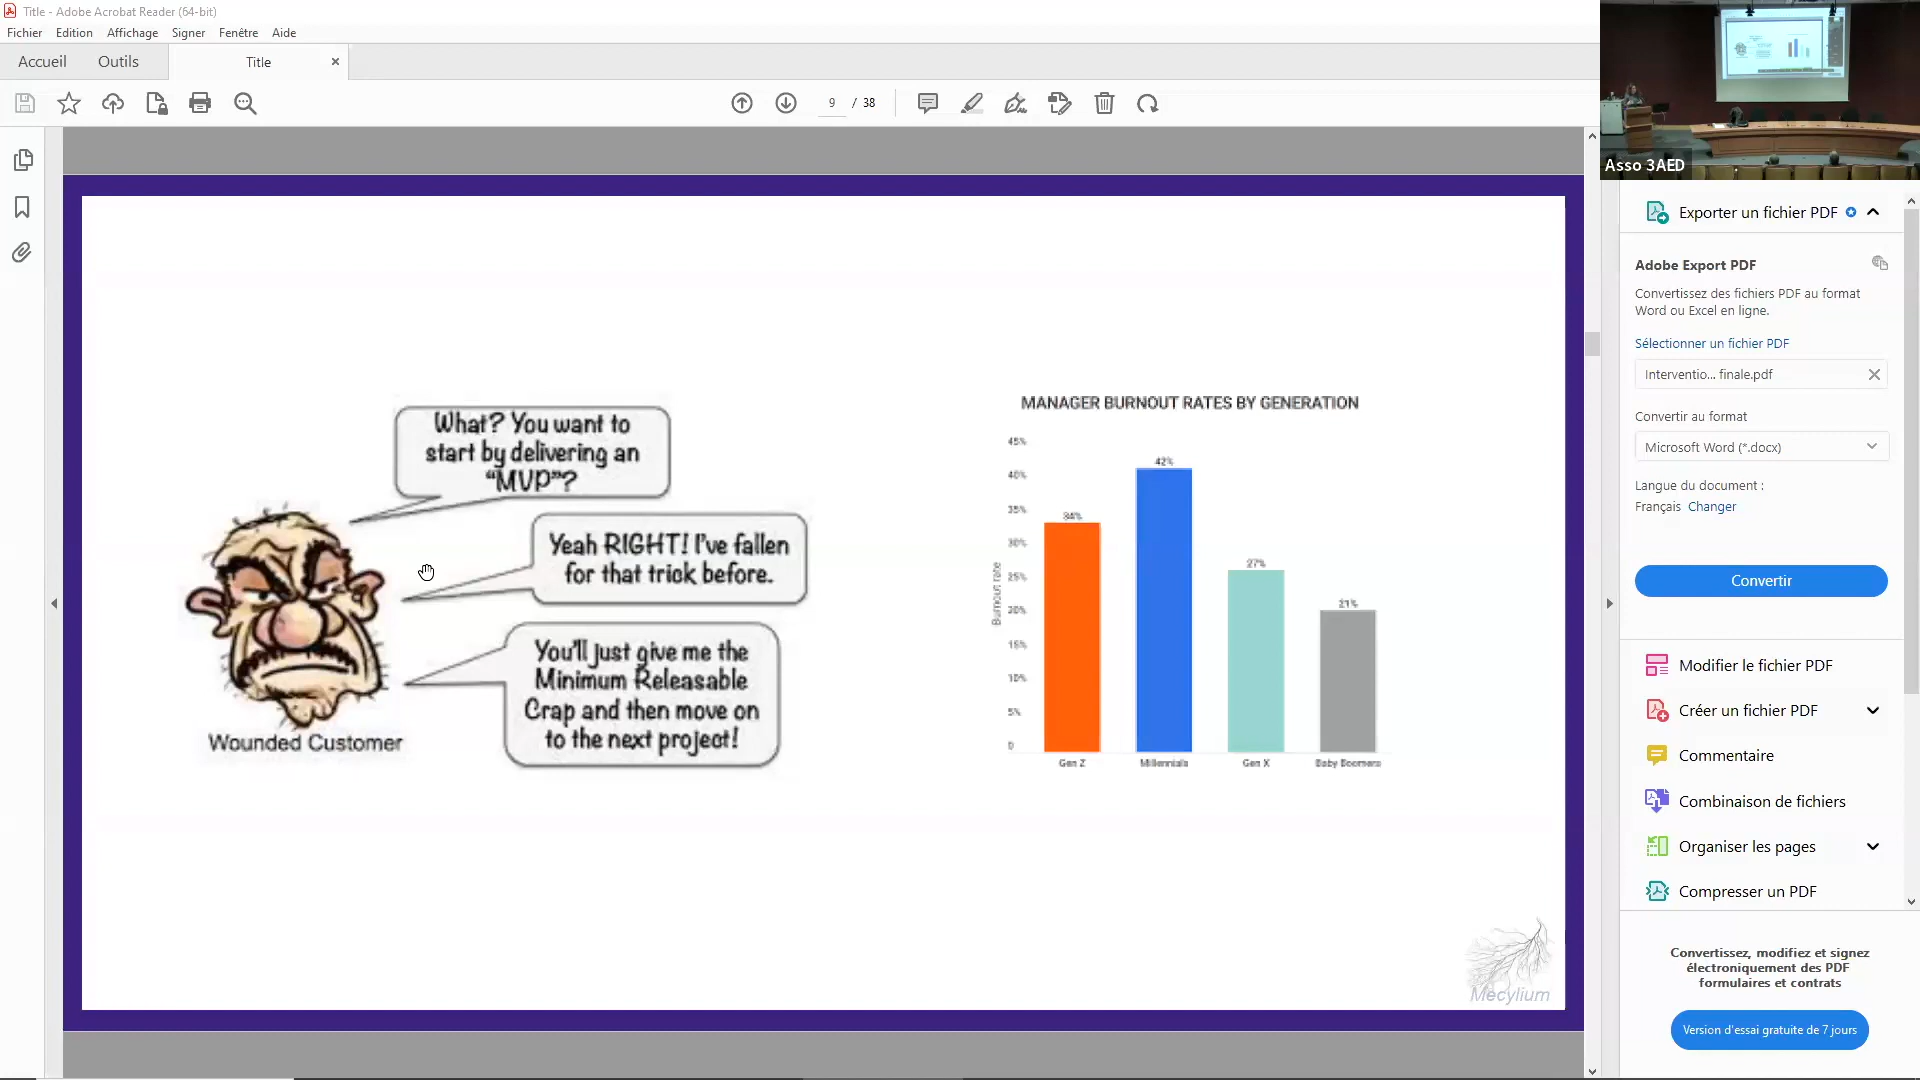 Title - Adobe Acrobat Reader (64-bit)
Fichier Edition Affichage Signer Fenêtre Aide
Accueil Outils Title
9 / 38
What? You want to
start by delivering an
“MVP”?
Yeah RIGHT! I've fallen
for that trick before.
You'll just give me the
Minimum Releasable
Crap and then move on
to the next project!
Wounded Customer
MANAGER BURNOUT RATES BY GENERATION
Burnout rate
45%
40%
35%
30%
25%
20%
15%
10%
5%
0
34%
42%
27%
21%
Gen Z Millennials Gen X Baby Boomers
Mecylium
Asso 3AED
Exporter un fichier PDF
Adobe Export PDF
Convertissez des fichiers PDF au format
Word ou Excel en ligne.
Sélectionner un fichier PDF
Interventio... finale.pdf
Convertir au format
Microsoft Word (*.docx)
Langue du document :
Français Changer
Convertir
Modifier le fichier PDF
Créer un fichier PDF
Commentaire
Combinaison de fichiers
Organiser les pages
Compresser un PDF
Convertissez, modifiez et signez
électroniquement des PDF
formulaires et contrats
Version d'essai gratuite de 7 jours